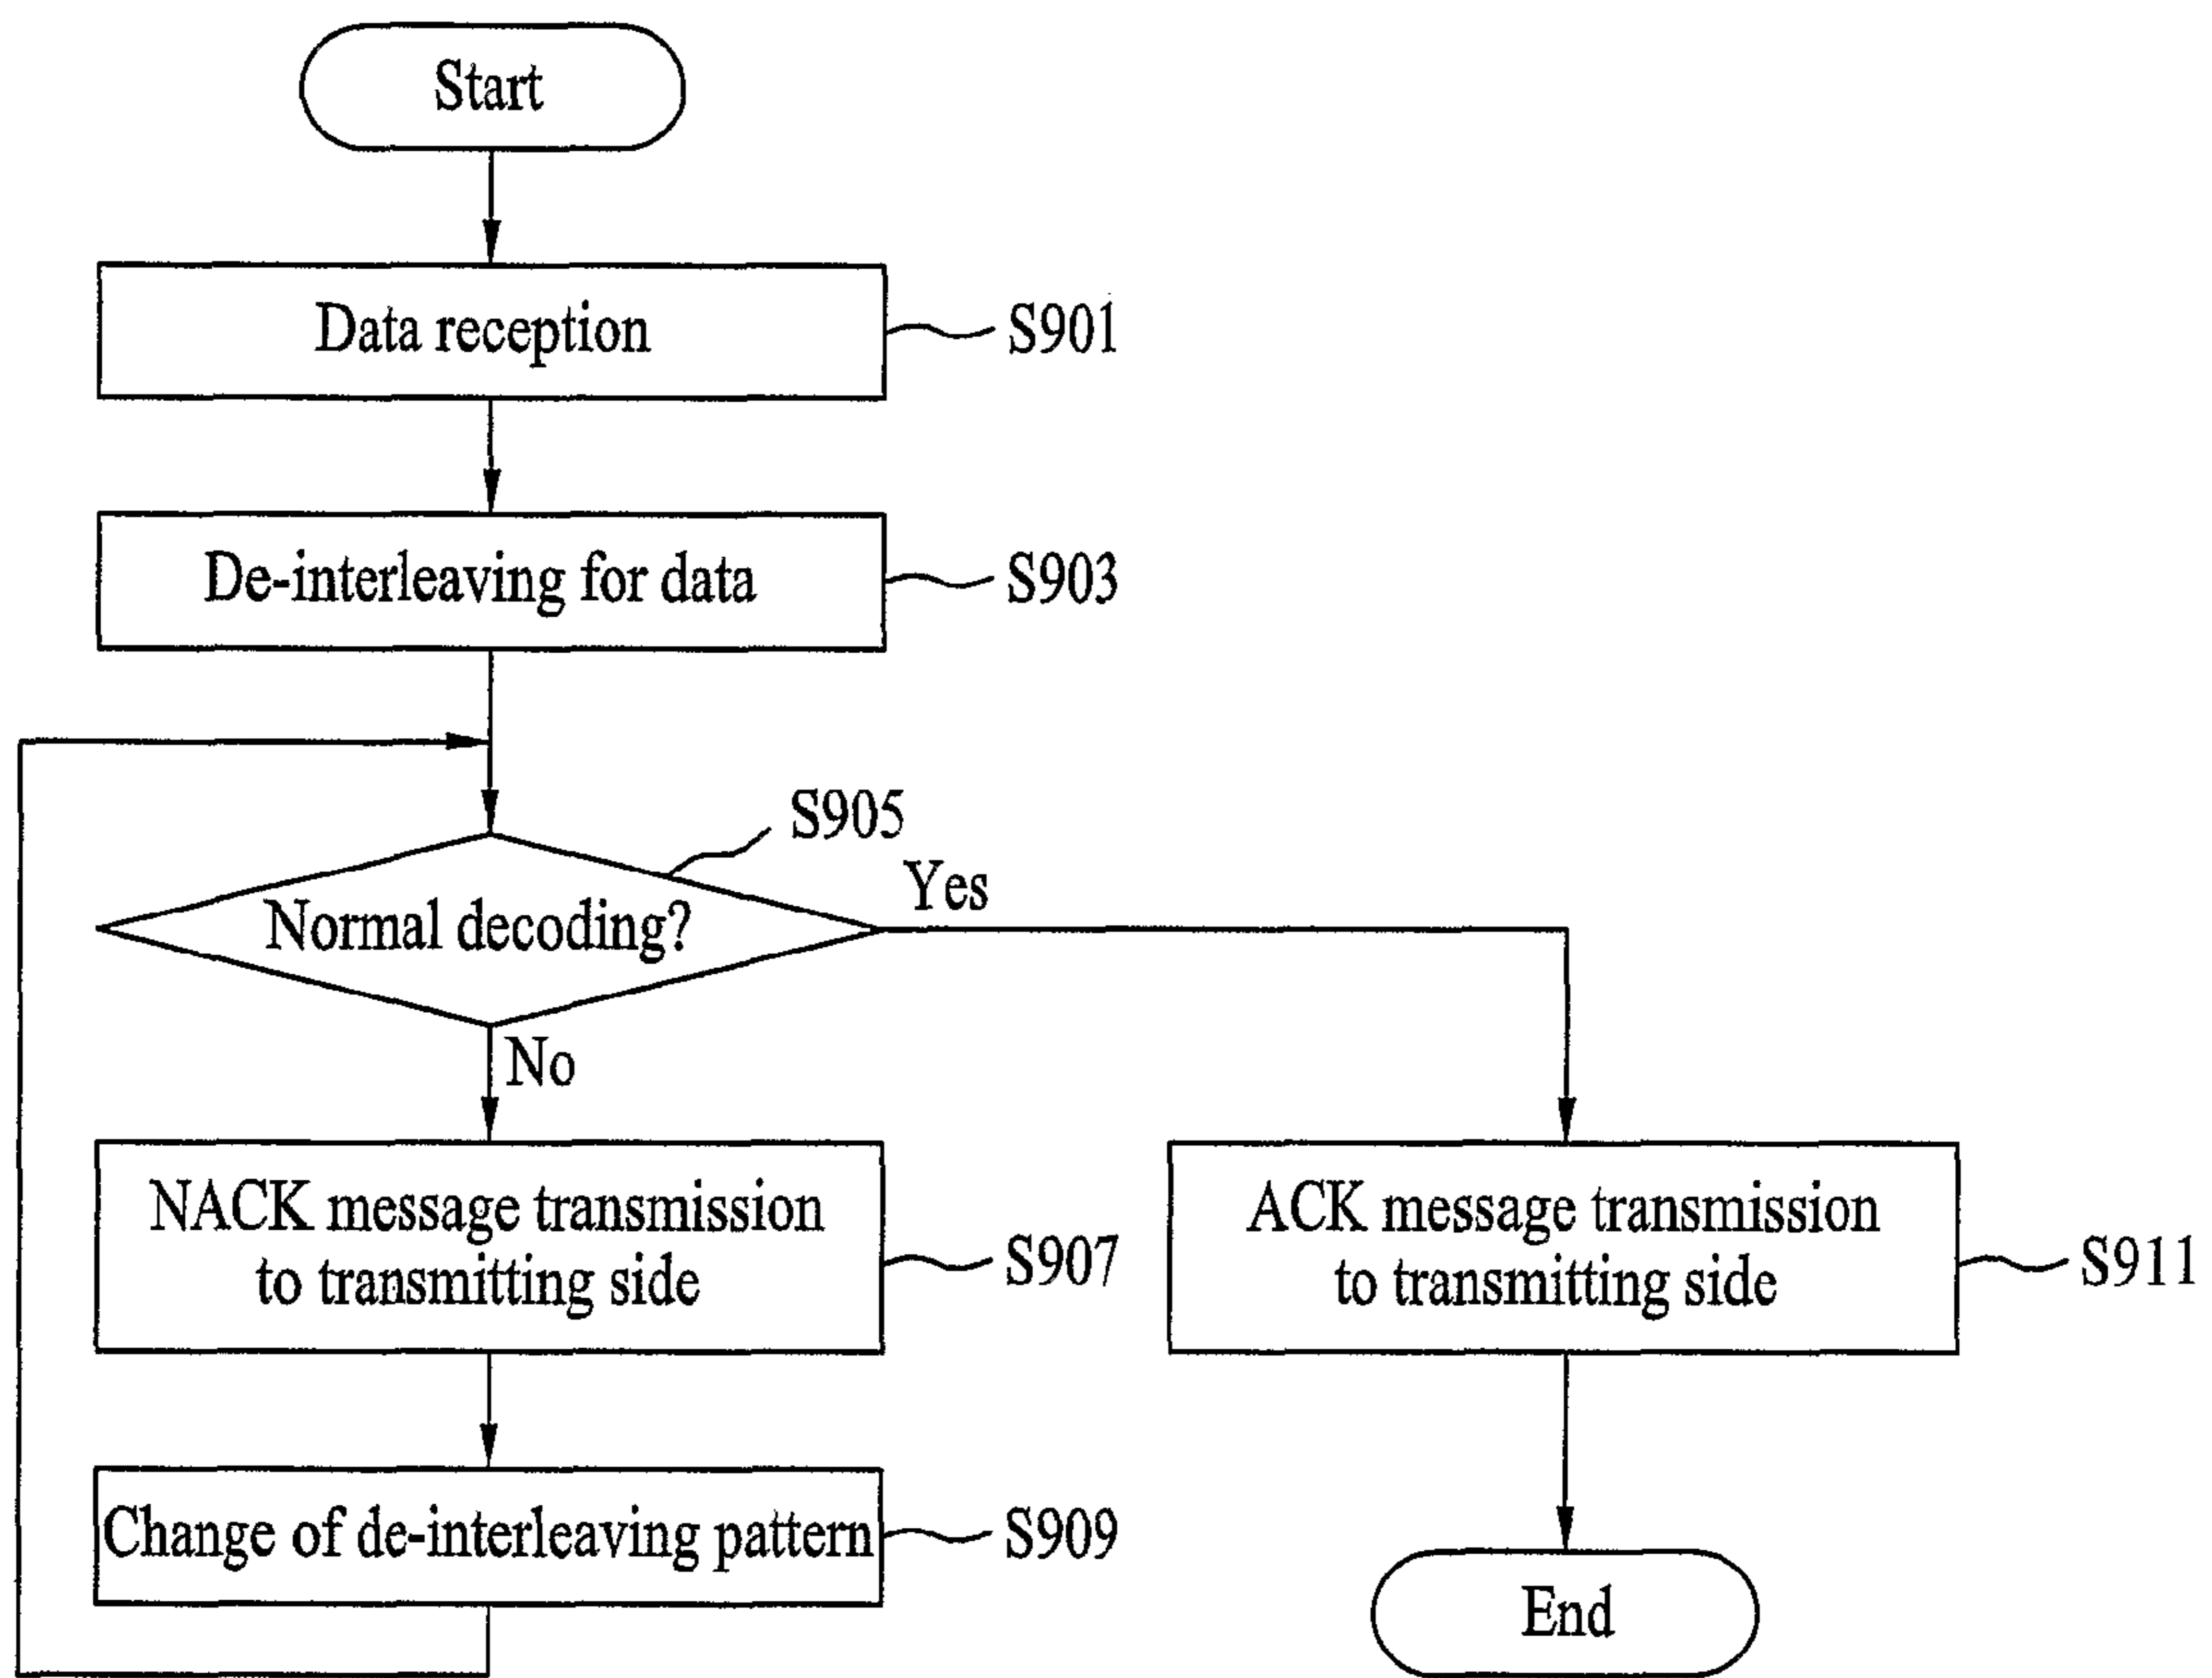 Start
Data reception
S901
De-interleaving for data
S903
S905
Normal decoding?
Yes
No
NACK message transmission
to transmitting side
S907
ACK message transmission
to transmitting side
S911
Change of de-interleaving pattern
S909
End